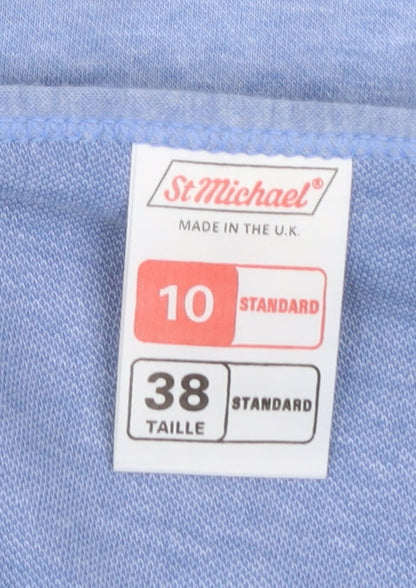 St Michael®
MADE IN THE U.K.
10 STANDARD
38 TAILLE STANDARD